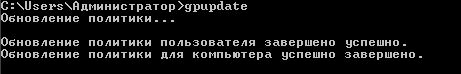 C:\Users\Администратор>gpupdate
Обновление политики...
Обновление политики пользователя завершено успешно.
Обновление политики для компьютера успешно завершено.